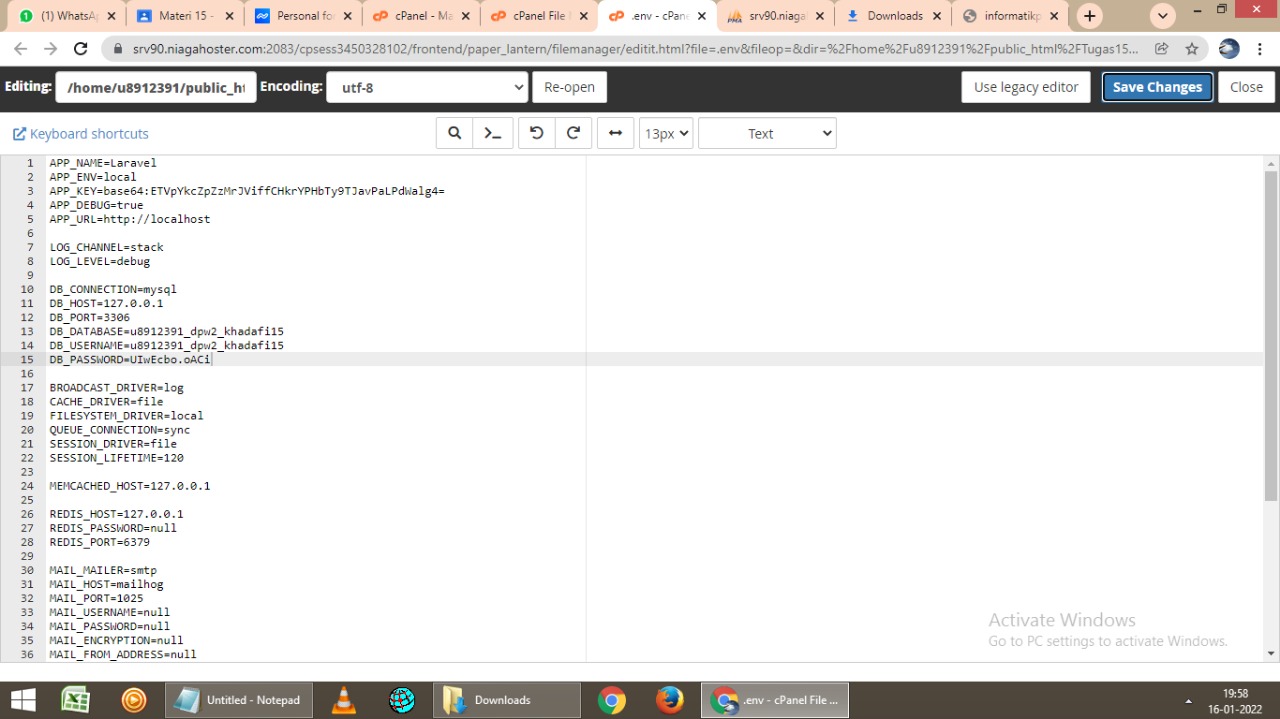 (1) WhatsA
Materi 15 -
Personal fo
cPanel - Ma
cPanel File
.env - cPane
srv90.niaga
Downloads
informatikp
srv90.niagahoster.com:2083/cpsess3450328102/frontend/paper_lantern/filemanager/editit.html?file=.env&fileop=&dir=%2Fhome%2Fu8912391%2Fpublic_html%2FTugas15...
Editing: /home/u8912391/public_ht Encoding: utf-8 Re-open Use legacy editor Save Changes Close
Keyboard shortcuts 13px Text
1 APP_NAME=Laravel
2 APP_ENV=local
3 APP_KEY=base64:ETVpYkcZpZzMrJViffCHkrYPHbTy9TJavPaLPdWalg4=
4 APP_DEBUG=true
5 APP_URL=http://localhost
6
7 LOG_CHANNEL=stack
8 LOG_LEVEL=debug
9
10 DB_CONNECTION=mysql
11 DB_HOST=127.0.0.1
12 DB_PORT=3306
13 DB_DATABASE=u8912391_dpw2_khadafi15
14 DB_USERNAME=u8912391_dpw2_khadafi15
15 DB_PASSWORD=UIwEcbo.oACi
16
17 BROADCAST_DRIVER=log
18 CACHE_DRIVER=file
19 FILESYSTEM_DRIVER=local
20 QUEUE_CONNECTION=sync
21 SESSION_DRIVER=file
22 SESSION_LIFETIME=120
23
24 MEMCACHED_HOST=127.0.0.1
25
26 REDIS_HOST=127.0.0.1
27 REDIS_PASSWORD=null
28 REDIS_PORT=6379
29
30 MAIL_MAILER=smtp
31 MAIL_HOST=mailhog
32 MAIL_PORT=1025
33 MAIL_USERNAME=null
34 MAIL_PASSWORD=null
35 MAIL_ENCRYPTION=null
36 MAIL_FROM_ADDRESS=null
Activate Windows
Go to PC settings to activate Windows.
Untitled - Notepad
Downloads
.env - cPanel File ...
19:58
16-01-2022